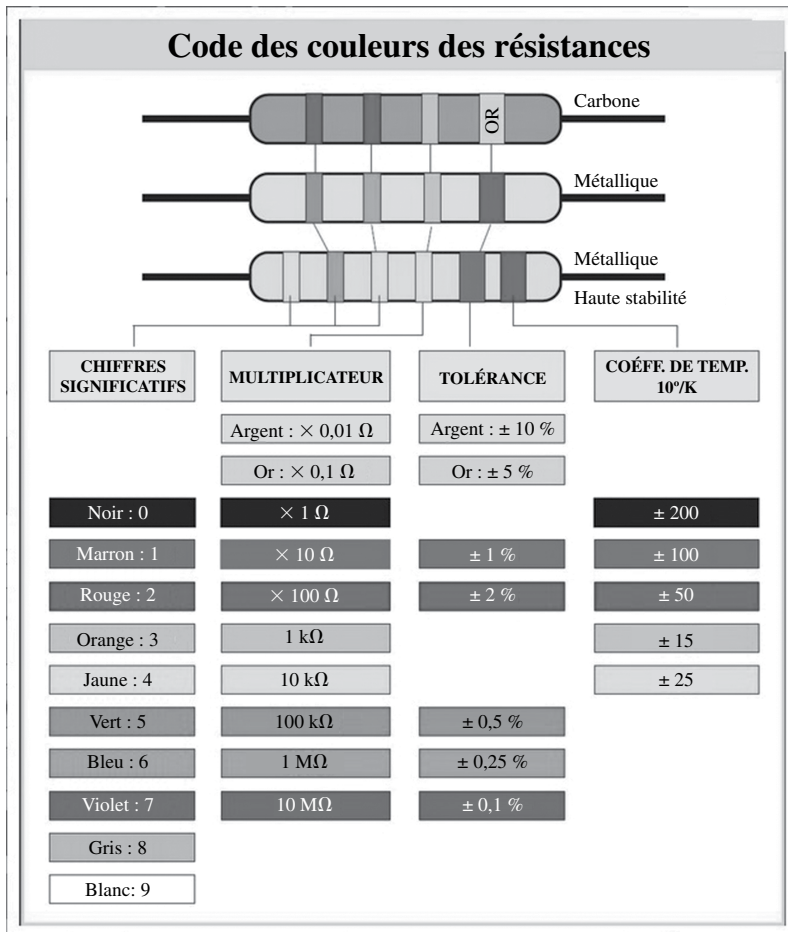 Code des couleurs des résistances
Carbone
OR
Métallique
Métallique
Haute stabilité
CHIFFRES
SIGNIFICATIFS
MULTIPLICATEUR
TOLÉRANCE
COÉFF. DE TEMP.
10º/K
Argent : × 0,01 Ω
Argent : ± 10 %
Or : × 0,1 Ω
Or : ± 5 %
Noir : 0
× 1 Ω
± 200
Marron : 1
× 10 Ω
± 1 %
± 100
Rouge : 2
× 100 Ω
± 2 %
± 50
Orange : 3
1 kΩ
± 15
Jaune : 4
10 kΩ
± 25
Vert : 5
100 kΩ
± 0,5 %
Bleu : 6
1 MΩ
± 0,25 %
Violet : 7
10 MΩ
± 0,1 %
Gris : 8
Blanc: 9